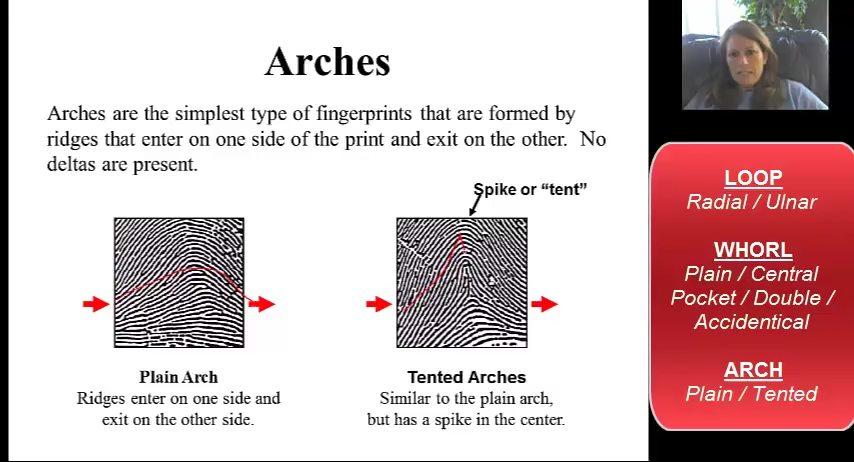 Arches
Arches are the simplest type of fingerprints that are formed by
ridges that enter on one side of the print and exit on the other.  No
deltas are present.
Spike or “tent”
Plain Arch
Ridges enter on one side and
exit on the other side.
Tented Arches
Similar to the plain arch,
but has a spike in the center.
LOOP
Radial / Ulnar
WHORL
Plain / Central
Pocket / Double /
Accidentical
ARCH
Plain / Tented